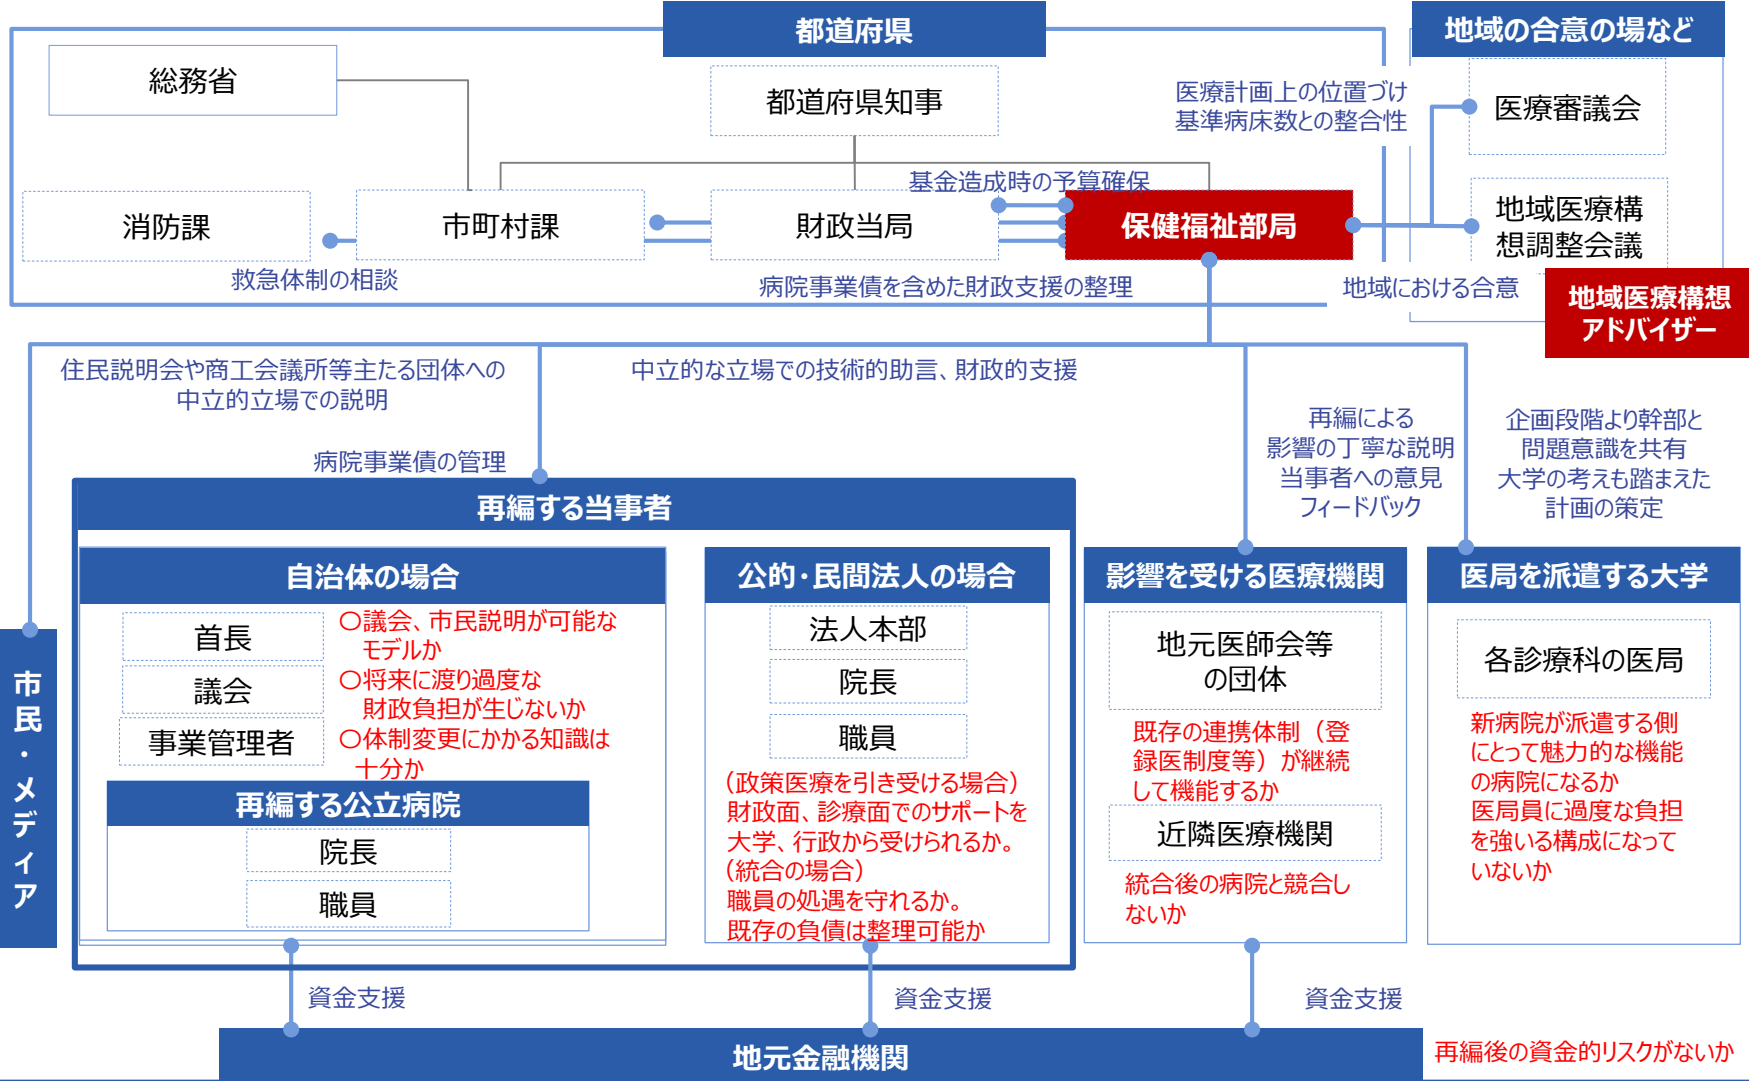 都道府県
地域の合意の場など
総務省
都道府県知事
医療計画上の位置づけ
基準病床数との整合性
医療審議会
基金造成時の予算確保
消防課
市町村課
財政当局
保健福祉部局
地域医療構
想調整会議
救急体制の相談
病院事業債を含めた財政支援の整理
地域における合意
地域医療構想
アドバイザー
住民説明会や商工会議所等主たる団体への
中立的立場での説明
中立的な立場での技術的助言、財政的支援
再編による
影響の丁寧な説明
当事者への意見
フィードバック
企画段階より幹部と
問題意識を共有
大学の考えも踏まえた
計画の策定
病院事業債の管理
再編する当事者
自治体の場合
首長
議会
事業管理者
〇議会、市民説明が可能な
モデルか
〇将来に渡り過度な
財政負担が生じないか
〇体制変更にかかる知識は
十分か
再編する公立病院
院長
職員
公的・民間法人の場合
法人本部
院長
職員
（政策医療を引き受ける場合）
財政面、診療面でのサポートを
大学、行政から受けられるか。
（統合の場合）
職員の処遇を守れるか。
既存の負債は整理可能か
影響を受ける医療機関
地元医師会等
の団体
既存の連携体制（登
録医制度等）が継続
して機能するか
近隣医療機関
統合後の病院と競合し
ないか
医局を派遣する大学
各診療科の医局
新病院が派遣する側
にとって魅力的な機能
の病院になるか
医局員に過度な負担
を強いる構成になって
いないか
市民・メディア
資金支援
資金支援
資金支援
地元金融機関
再編後の資金的リスクがないか